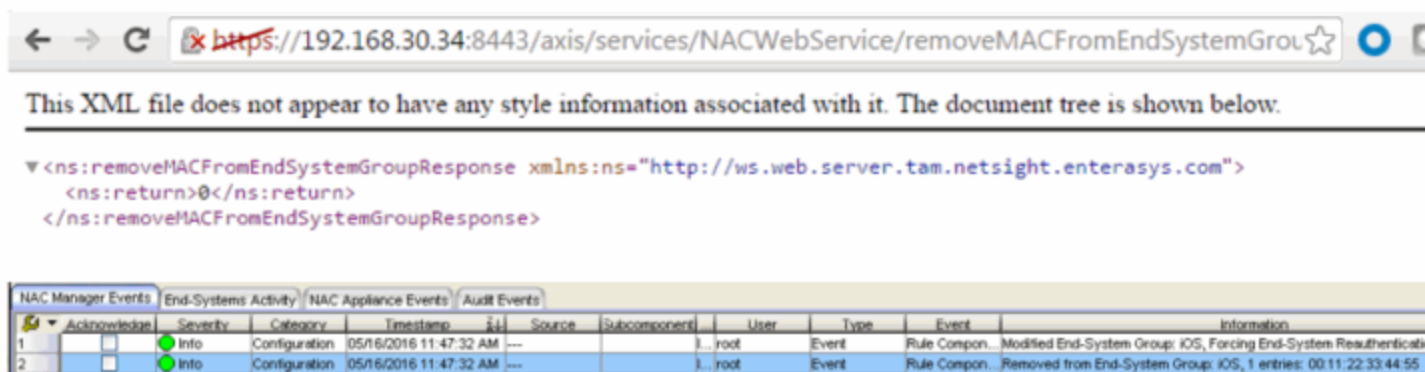 https://192.168.30.34:8443/axis/services/NACWebService/removeMACFromEndSystemGrou
This XML file does not appear to have any style information associated with it. The document tree is shown below.
▼<ns:removeMACFromEndSystemGroupResponse xmlns:ns="http://ws.web.server.tam.netsight.enterasys.com">
<ns:return>0</ns:return>
</ns:removeMACFromEndSystemGroupResponse>
NAC Manager Events End-Systems Activity NAC Appliance Events Audit Events
Acknowledge Severity Category Timestamp Source Subcomponent ... User Type Event Information
1 Info Configuration 05/16/2016 11:47:32 AM --- I... root Event Rule Compon... Modified End-System Group: iOS, Forcing End-System Reauthenticati
2 Info Configuration 05/16/2016 11:47:32 AM --- I... root Event Rule Compon... Removed from End-System Group: iOS, 1 entries: 00:11:22:33:44:55